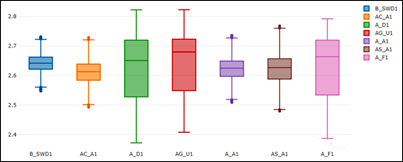 2.8
2.7
2.6
2.5
2.4
B_SWD1 AC_A1 A_D1 AG_U1 A_A1 AS_A1 A_F1
B_SWD1
AC_A1
A_D1
AG_U1
A_A1
AS_A1
A_F1